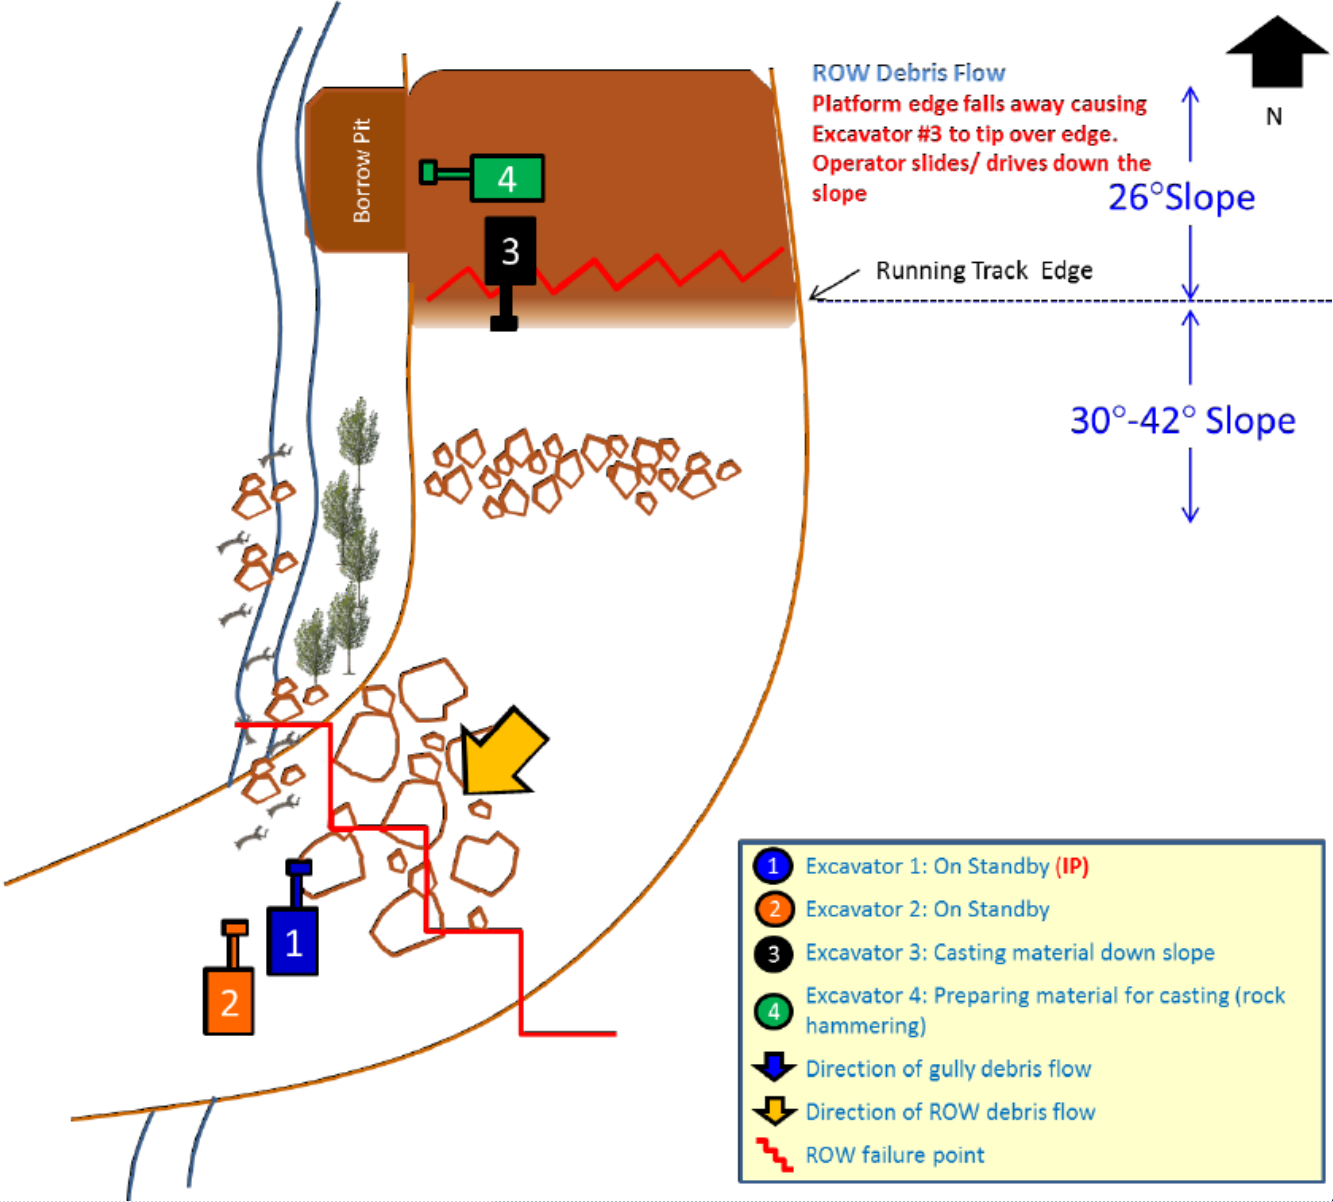 ROW Debris Flow
Platform edge falls away causing
Excavator #3 to tip over edge.
Operator slides/ drives down the
slope
N
26°Slope
Borrow Pit
4
3
Running Track Edge
30°-42° Slope
1
2
1 Excavator 1: On Standby (IP)
2 Excavator 2: On Standby
3 Excavator 3: Casting material down slope
4 Excavator 4: Preparing material for casting (rock
hammering)
Direction of gully debris flow
Direction of ROW debris flow
ROW failure point